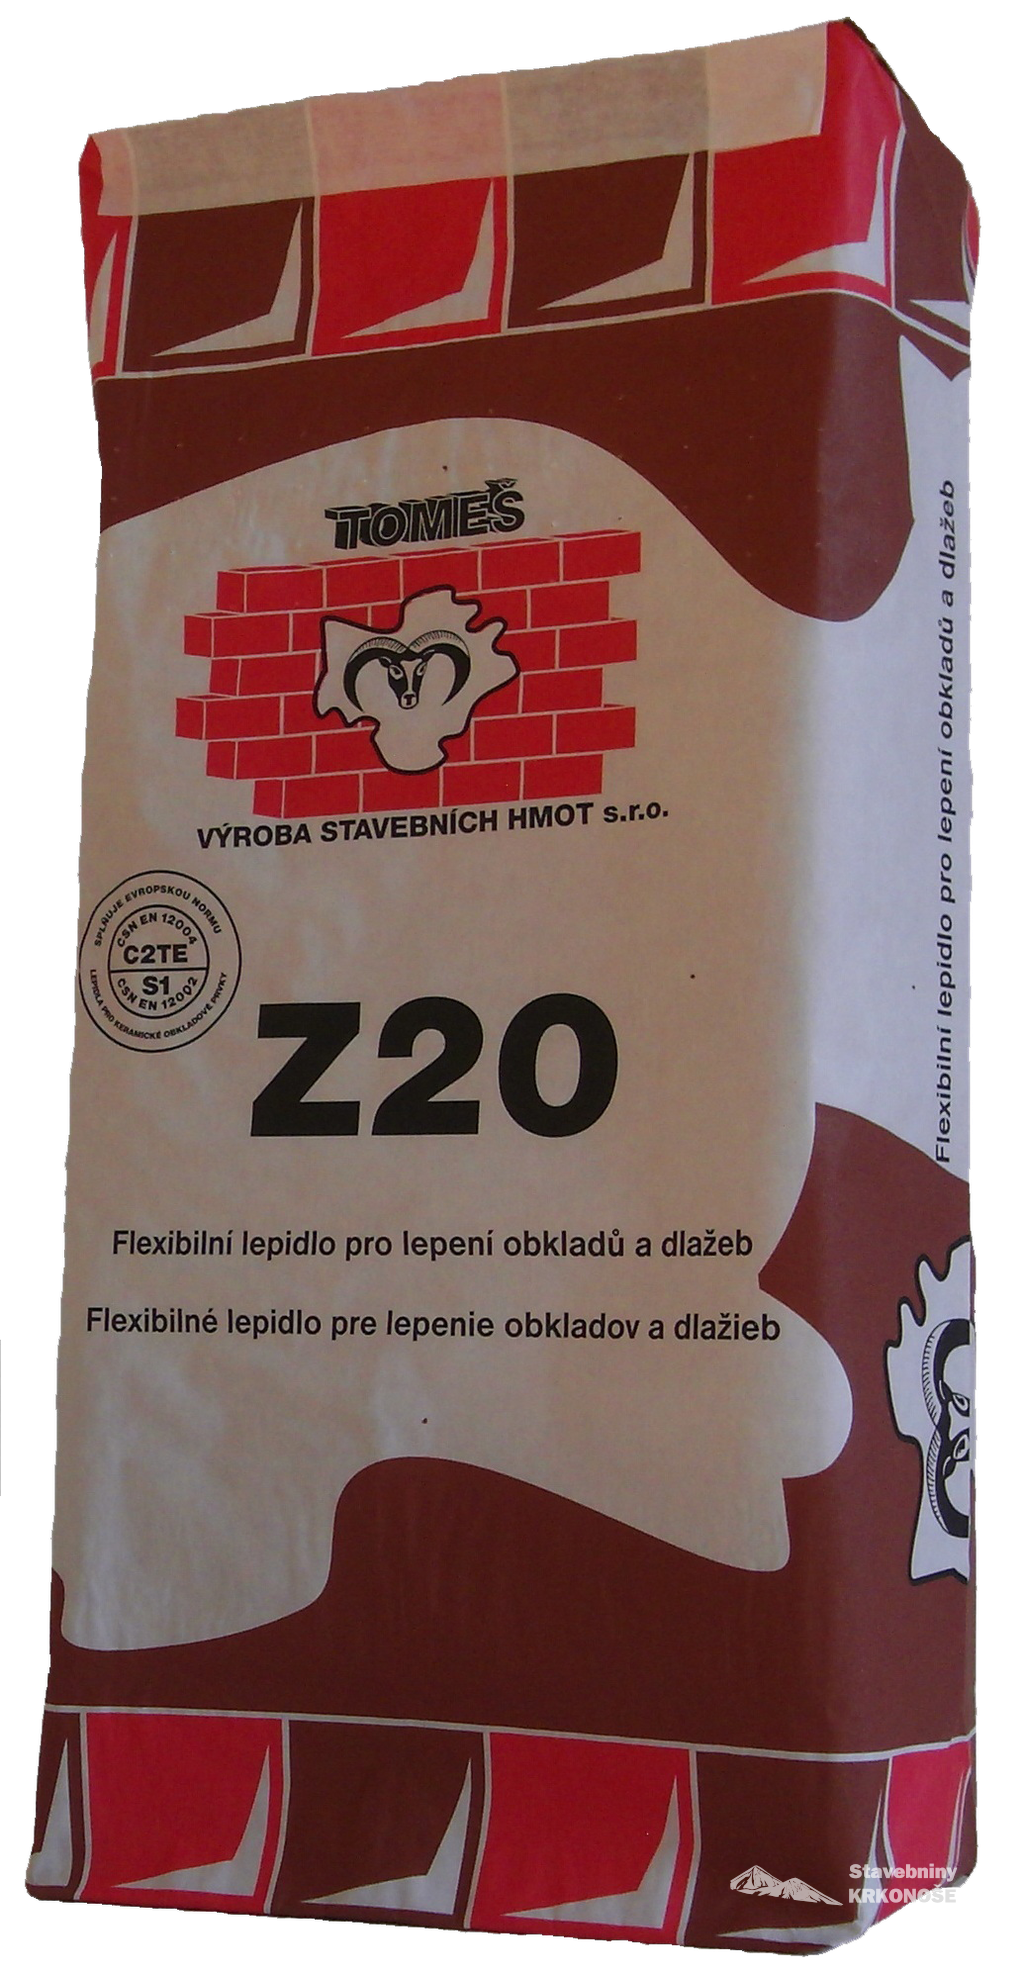 TOMEŠ
VÝROBA STAVEBNÍCH HMOT s.r.o.
SPLŇUJE EVROPSKOU NORMU
ČSN EN 12004
C2TE
S1
ČSN EN 12002
LEPIDLA PRO KERAMICKÉ OBKLADOVÉ PRVKY
Z20
Flexibilní lepidlo pro lepení obkladů a dlažeb
Flexibilné lepidlo pre lepenie obkladov a dlažieb
Flexibilní lepidlo pro lepení obkladů a dlažeb
Stavebniny
KRKONOŠE